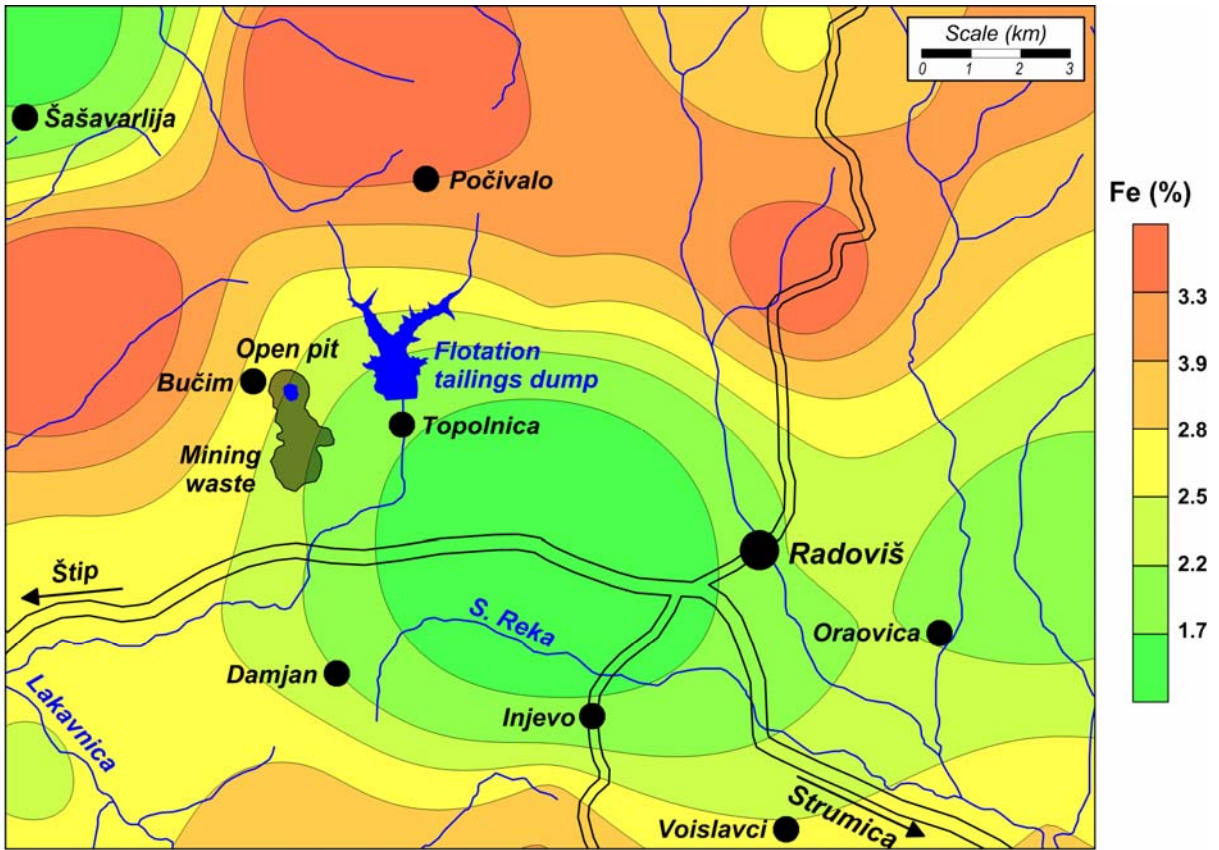 Scale (km)
0 1 2 3
Šašavarlija
Počivalo
Fe (%)
3.3
3.9
2.8
2.5
2.2
1.7
Open pit
Bučim
Flotation
tailings dump
Topolnica
Mining
waste
Radoviš
Štip
S. Reka
Oraovica
Damjan
Lakavnica
Injevo
Strumica
Voislavci